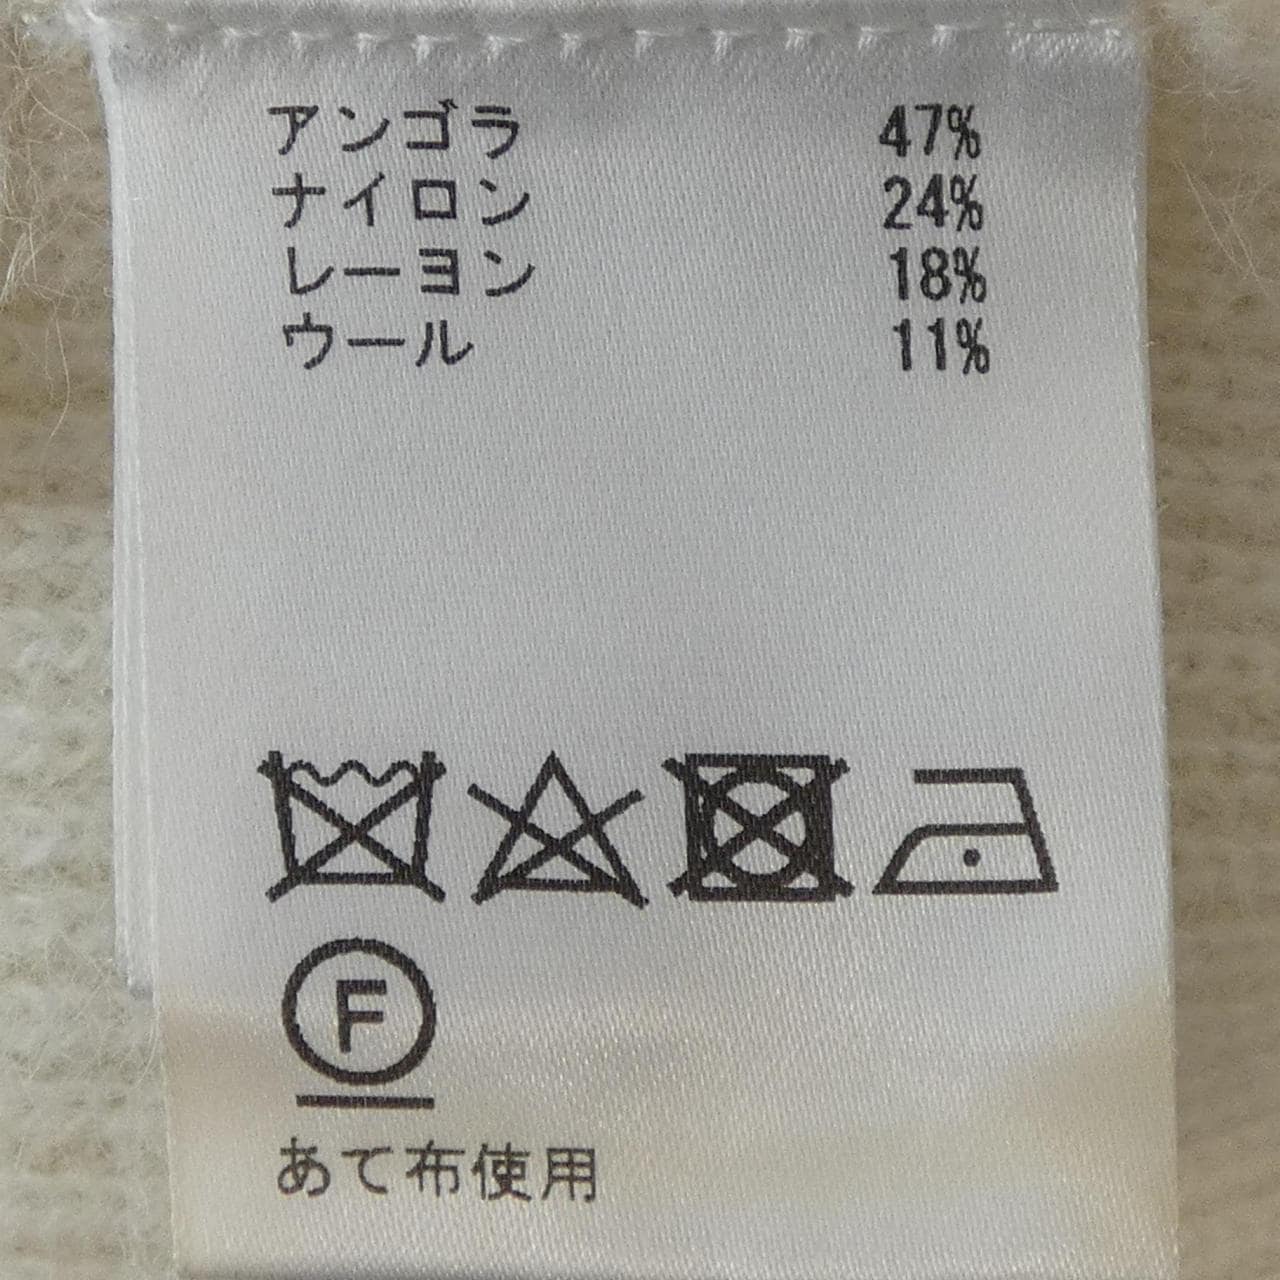 アンゴラ 47%
ナイロン 24%
レーヨン 18%
ウール 11%
F
あて布使用